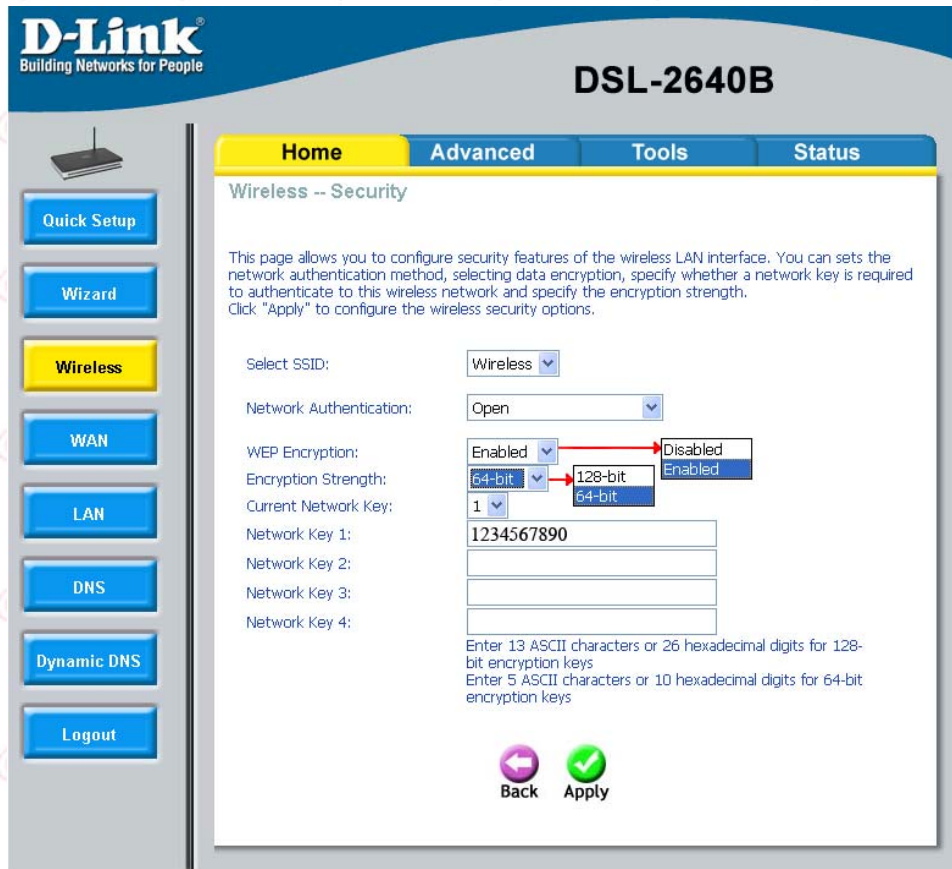 D-Link®
Building Networks for People
DSL-2640B
Home
Advanced
Tools
Status
Quick Setup
Wizard
Wireless
WAN
LAN
DNS
Dynamic DNS
Logout
Wireless -- Security
This page allows you to configure security features of the wireless LAN interface. You can sets the
network authentication method, selecting data encryption, specify whether a network key is required
to authenticate to this wireless network and specify the encryption strength.
Click "Apply" to configure the wireless security options.
Select SSID: Wireless
Network Authentication: Open
WEP Encryption: Enabled Disabled
Enabled
Encryption Strength: 64-bit 128-bit
64-bit
Current Network Key: 1
Network Key 1: 1234567890
Network Key 2:
Network Key 3:
Network Key 4:
Enter 13 ASCII characters or 26 hexadecimal digits for 128-
bit encryption keys
Enter 5 ASCII characters or 10 hexadecimal digits for 64-bit
encryption keys
Back Apply